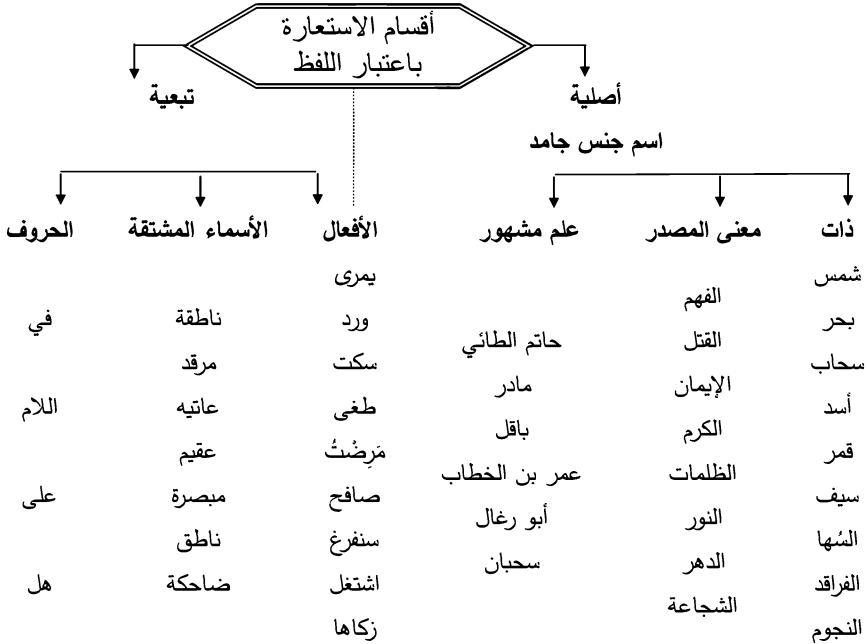 أقسام الاستعارة
باعتبار اللفظ
أصلية
تبعية
اسم جنس جامد
ذات
معنى المصدر
علم مشهور
الأفعال
الأسماء المشتقة
الحروف
شمس
بحر
سحاب
أسد
قمر
سيف
السُها
الفراقد
النجوم
الفهم
القتل
الإيمان
الكرم
الظلمات
النور
الدهر
الشجاعة
حاتم الطائي
مادر
باقل
عمر بن الخطاب
أبو رغال
سحبان
يمرى
ورد
سكت
طغى
مَرِضْتُ
صافح
سنفرغ
اشتغل
زكاها
ناطقة
مرقد
عاتيه
عقيم
مبصرة
ناطق
ضاحكة
في
اللام
على
هل